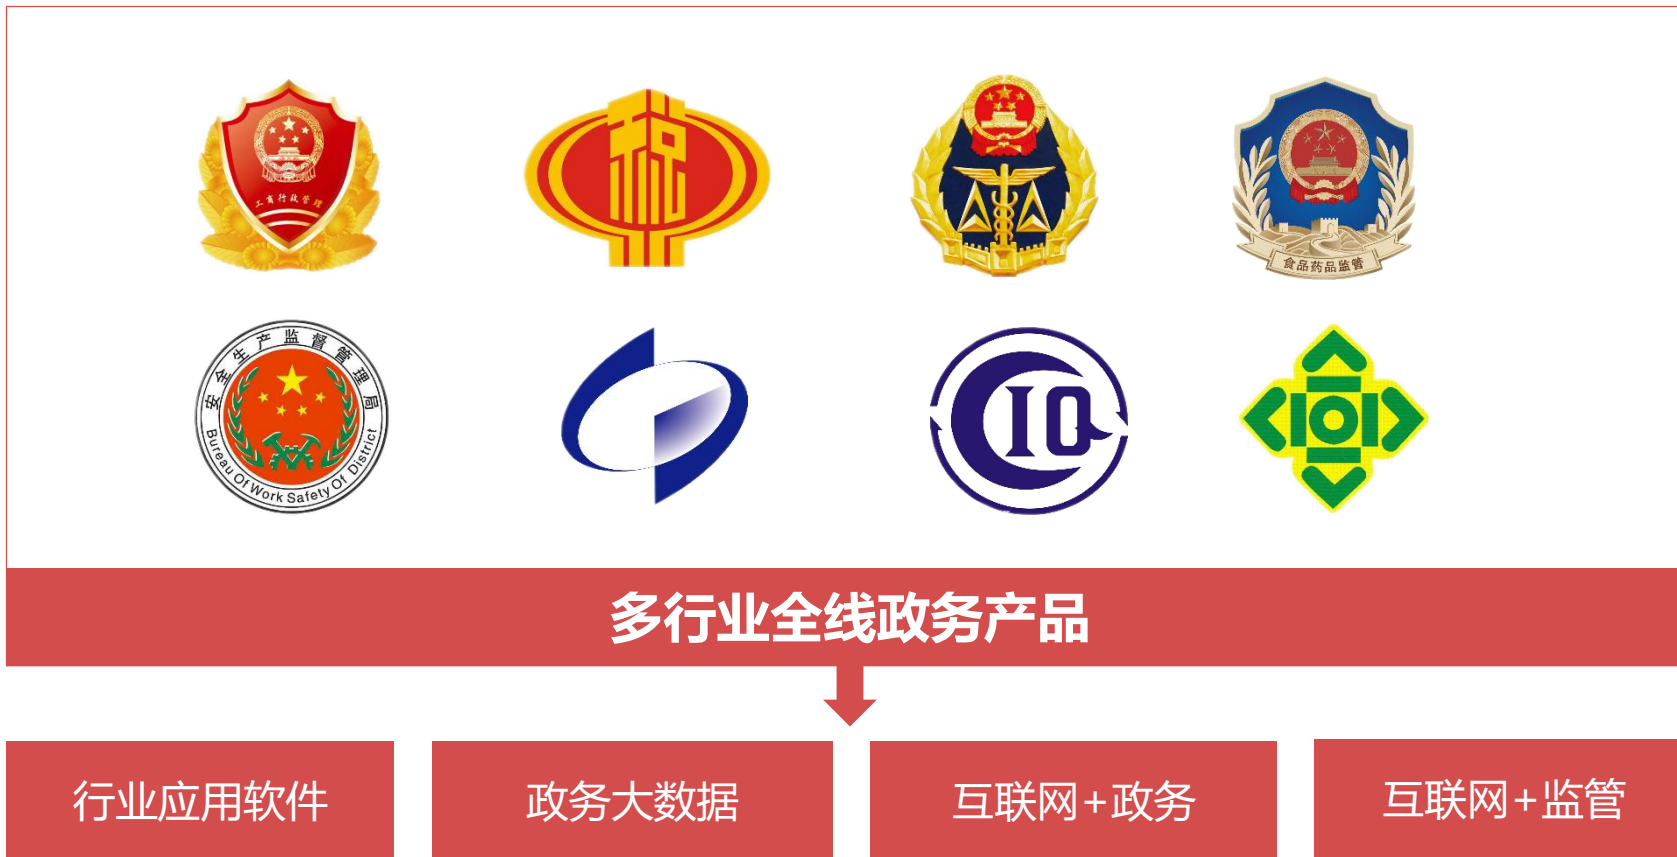 工商行政管理
税
食品药品监管
安全生产监督管理局
Bureau Of Work Safety Of District
CIQ
多行业全线政务产品
行业应用软件
政务大数据
互联网+政务
互联网+监管